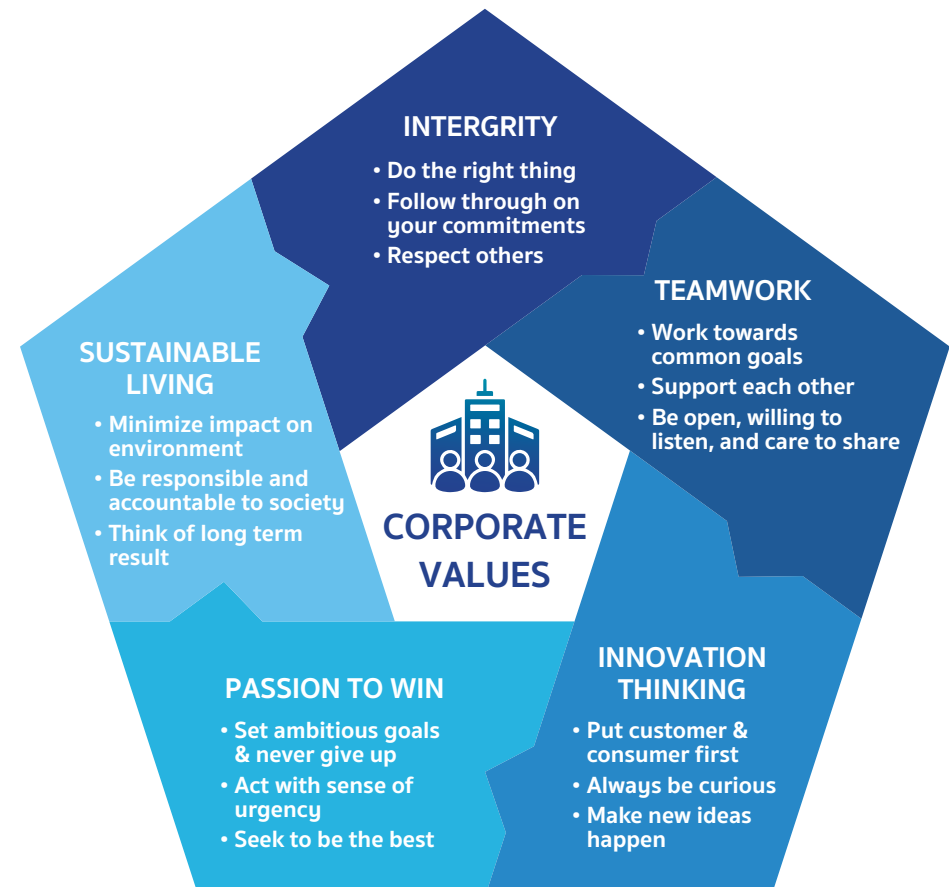 INTERGRITY
• Do the right thing
• Follow through on
your commitments
• Respect others
TEAMWORK
• Work towards
common goals
• Support each other
• Be open, willing to
listen, and care to share
INNOVATION
THINKING
• Put customer &
consumer first
• Always be curious
• Make new ideas
happen
PASSION TO WIN
• Set ambitious goals
& never give up
• Act with sense of
urgency
• Seek to be the best
SUSTAINABLE
LIVING
• Minimize impact on
environment
• Be responsible and
accountable to society
• Think of long term
result
CORPORATE
VALUES